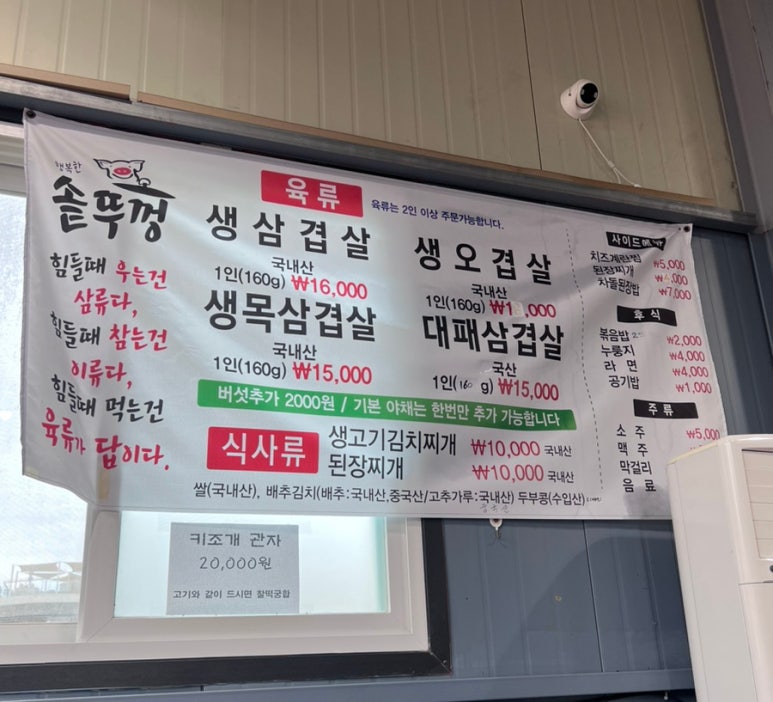 행복한
솥뚜껑
힘들때 우는건
삼류다,
힘들때 참는건
이류다,
힘들때 먹는건
육류가 답이다.
육류
육류는 2인 이상 주문가능합니다.
생삼겹살
국내산
1인(160g) ₩16,000
생오겹살
국내산
1인(160g)
생목삼겹살
국내산
1인(160g) ₩15,000
대패삼겹살
국산
1인(160 g) ₩15,000
버섯추가 2000원 / 기본 야채는 한번만 추가 가능합니다
식사류
생고기김치찌개 ₩10,000 국내산
된장찌개 ₩10,000 국내산
쌀(국내산), 배추김치(배추:국내산,중국산/고추가루:국내산) 두부콩(수입산)
중국산
사이드메뉴
치즈계란찜 ₩5,000
된장찌개
차돌된장밥 ₩7,000
후식
볶음밥 ₩2,000
누룽지 ₩4,000
라면 ₩4,000
공기밥 ₩1,000
주류
소주 ₩5,000
맥주
막걸리
음료
키조개 관자
20,000원
고기와 같이 드시면 찰떡궁합